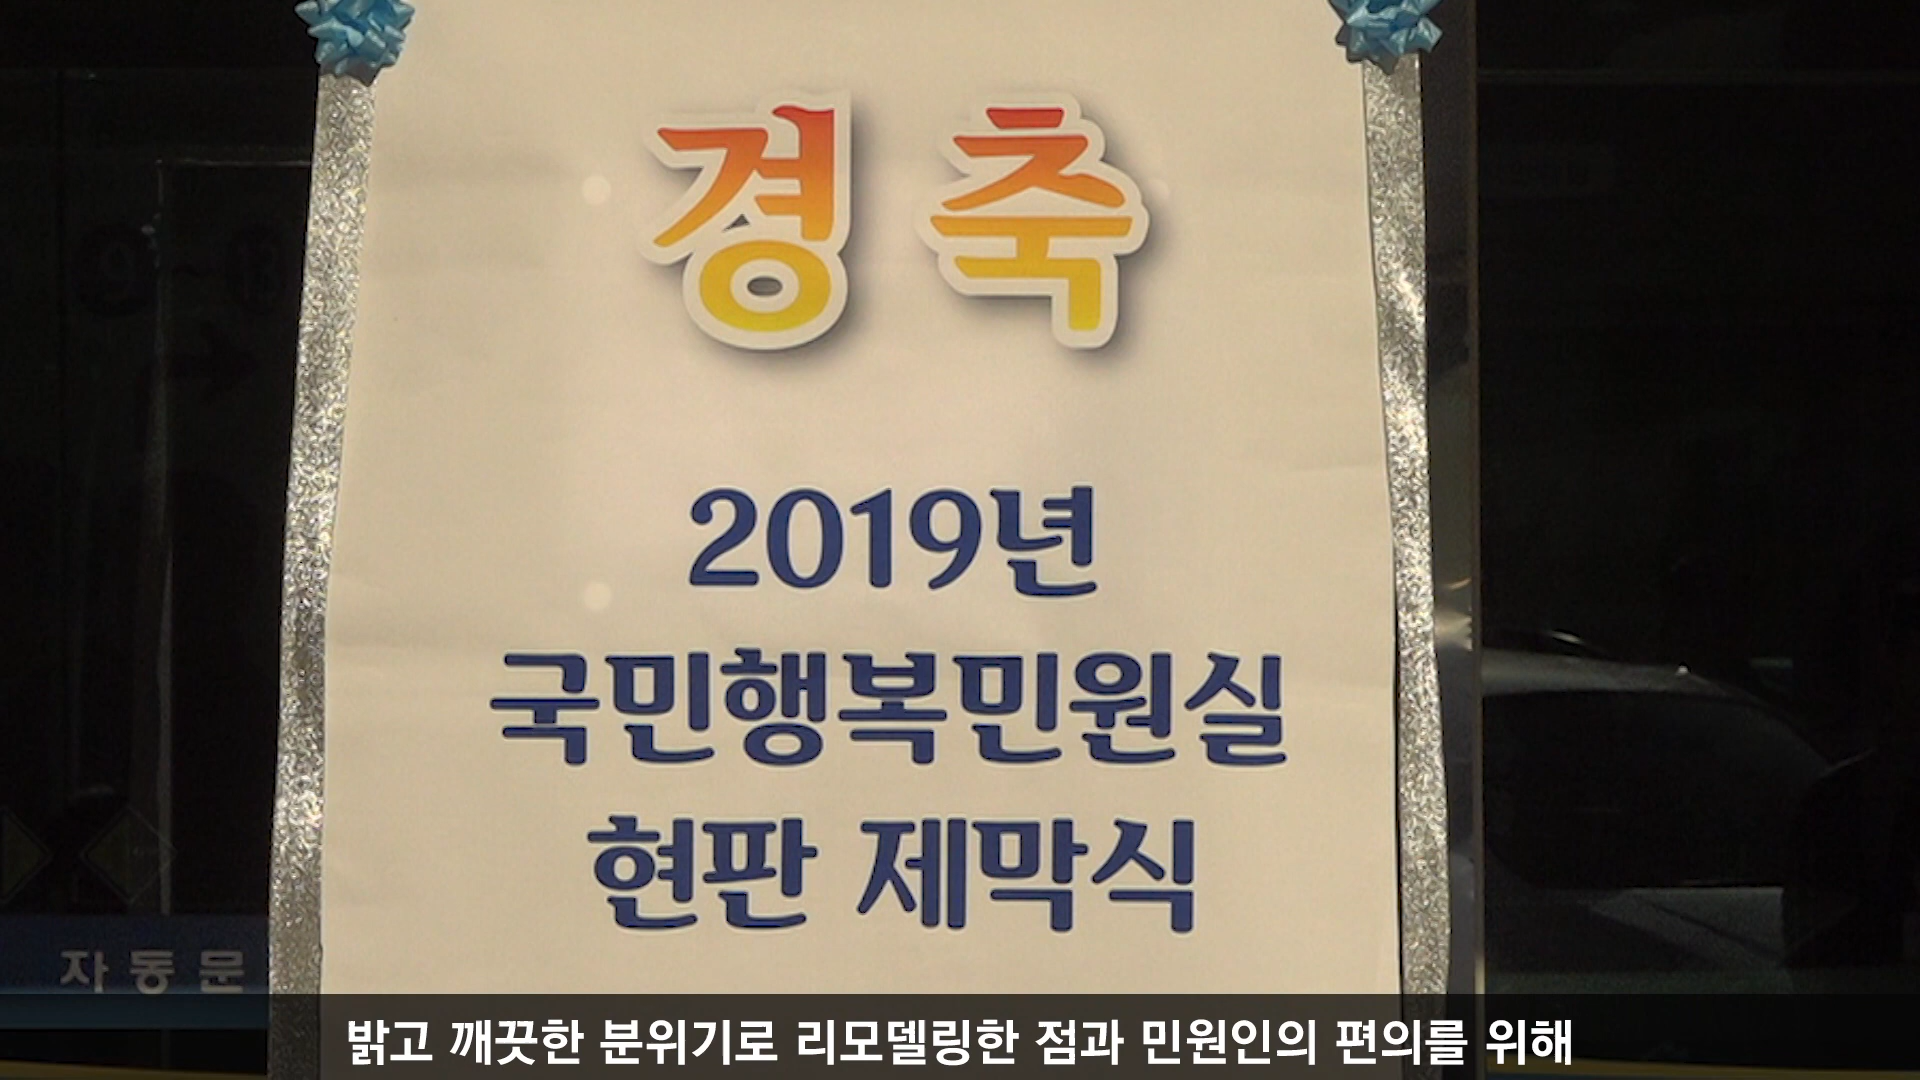 경 축
2019년
국민행복민원실
현판 제막식
자동문
밝고 깨끗한 분위기로 리모델링한 점과 민원인의 편의를 위해